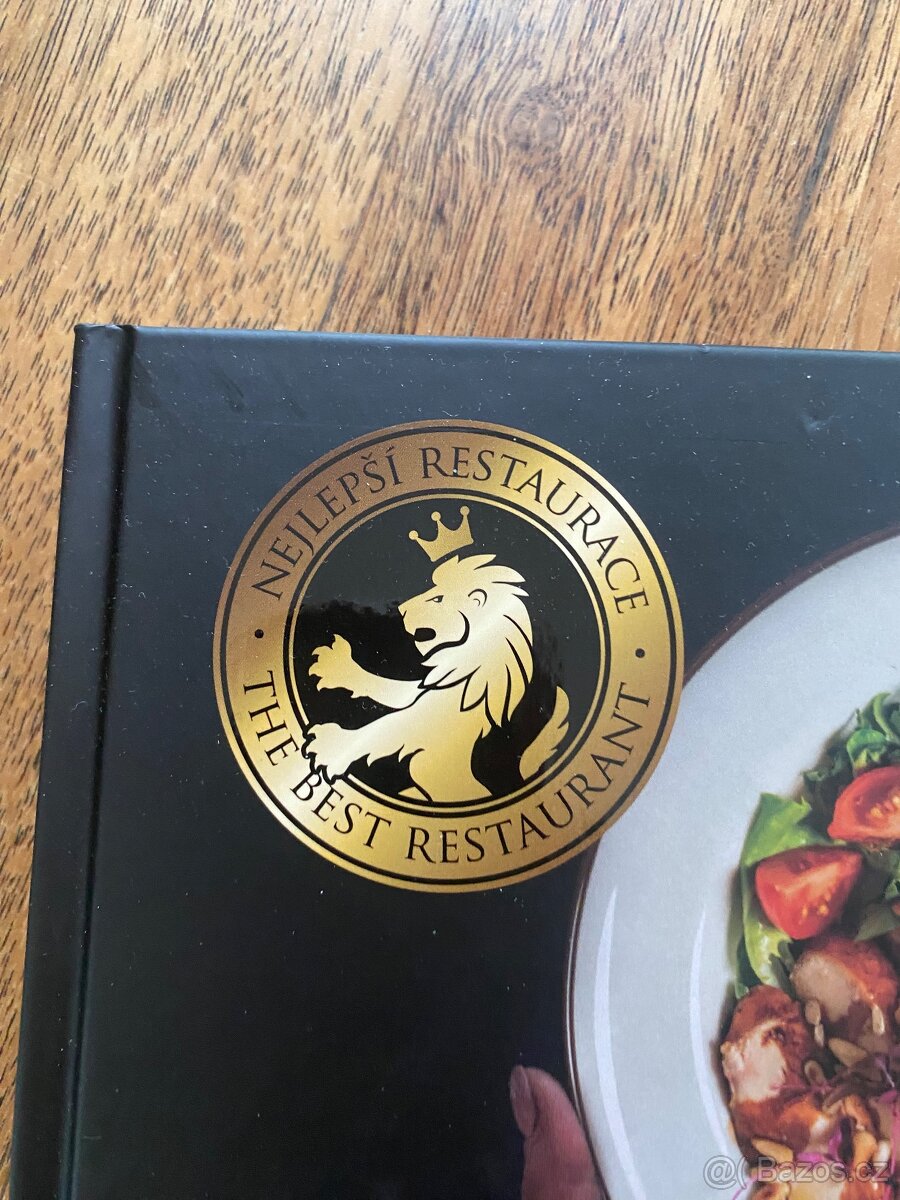 NEJLEPŠÍ RESTAURACE
THE BEST RESTAURANT
@( Bazos.cz